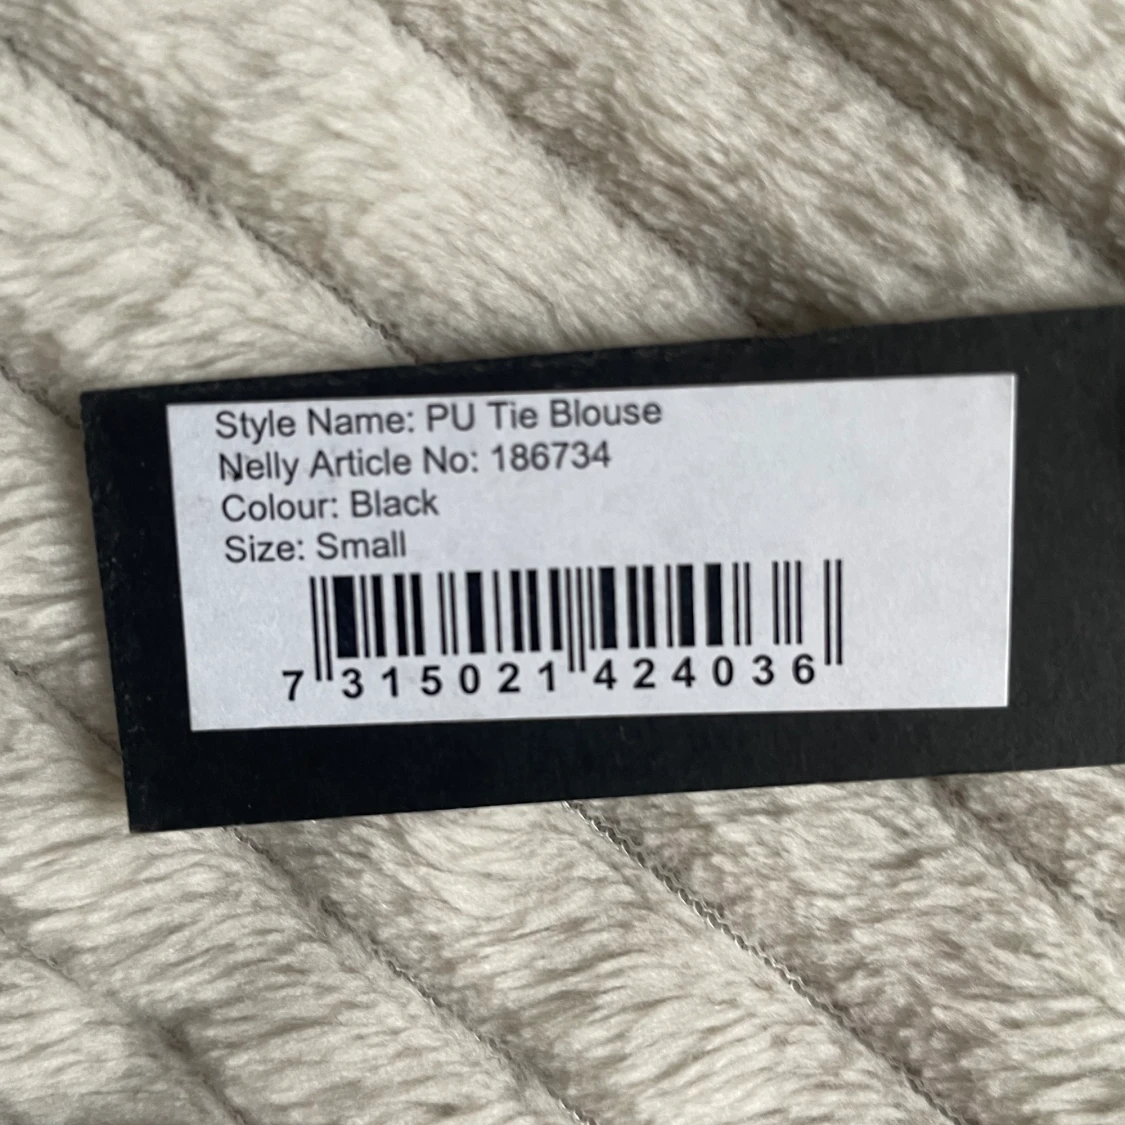 Style Name: PU Tie Blouse
Nelly Article No: 186734
Colour: Black
Size: Small
7 315021 424036